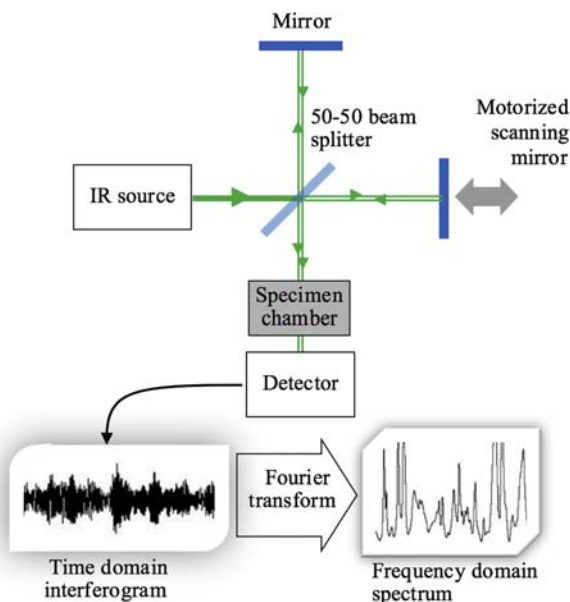 Mirror
50-50 beam
splitter
Motorized
scanning
mirror
IR source
Specimen
chamber
Detector
Fourier
transform
Time domain
interferogram
Frequency domain
spectrum